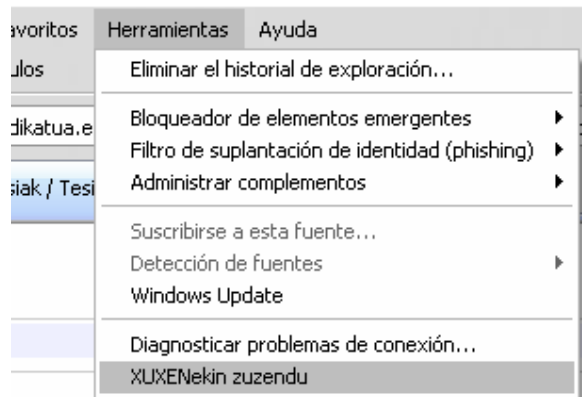 avoritos Herramientas Ayuda
ulos
Eliminar el historial de exploración...
dikatua.e
Bloqueador de elementos emergentes
Filtro de suplantación de identidad (phishing)
siak / Tesi
Administrar complementos
Suscribirse a esta fuente...
Detección de fuentes
Windows Update
Diagnosticar problemas de conexión...
XUXENekin zuzendu